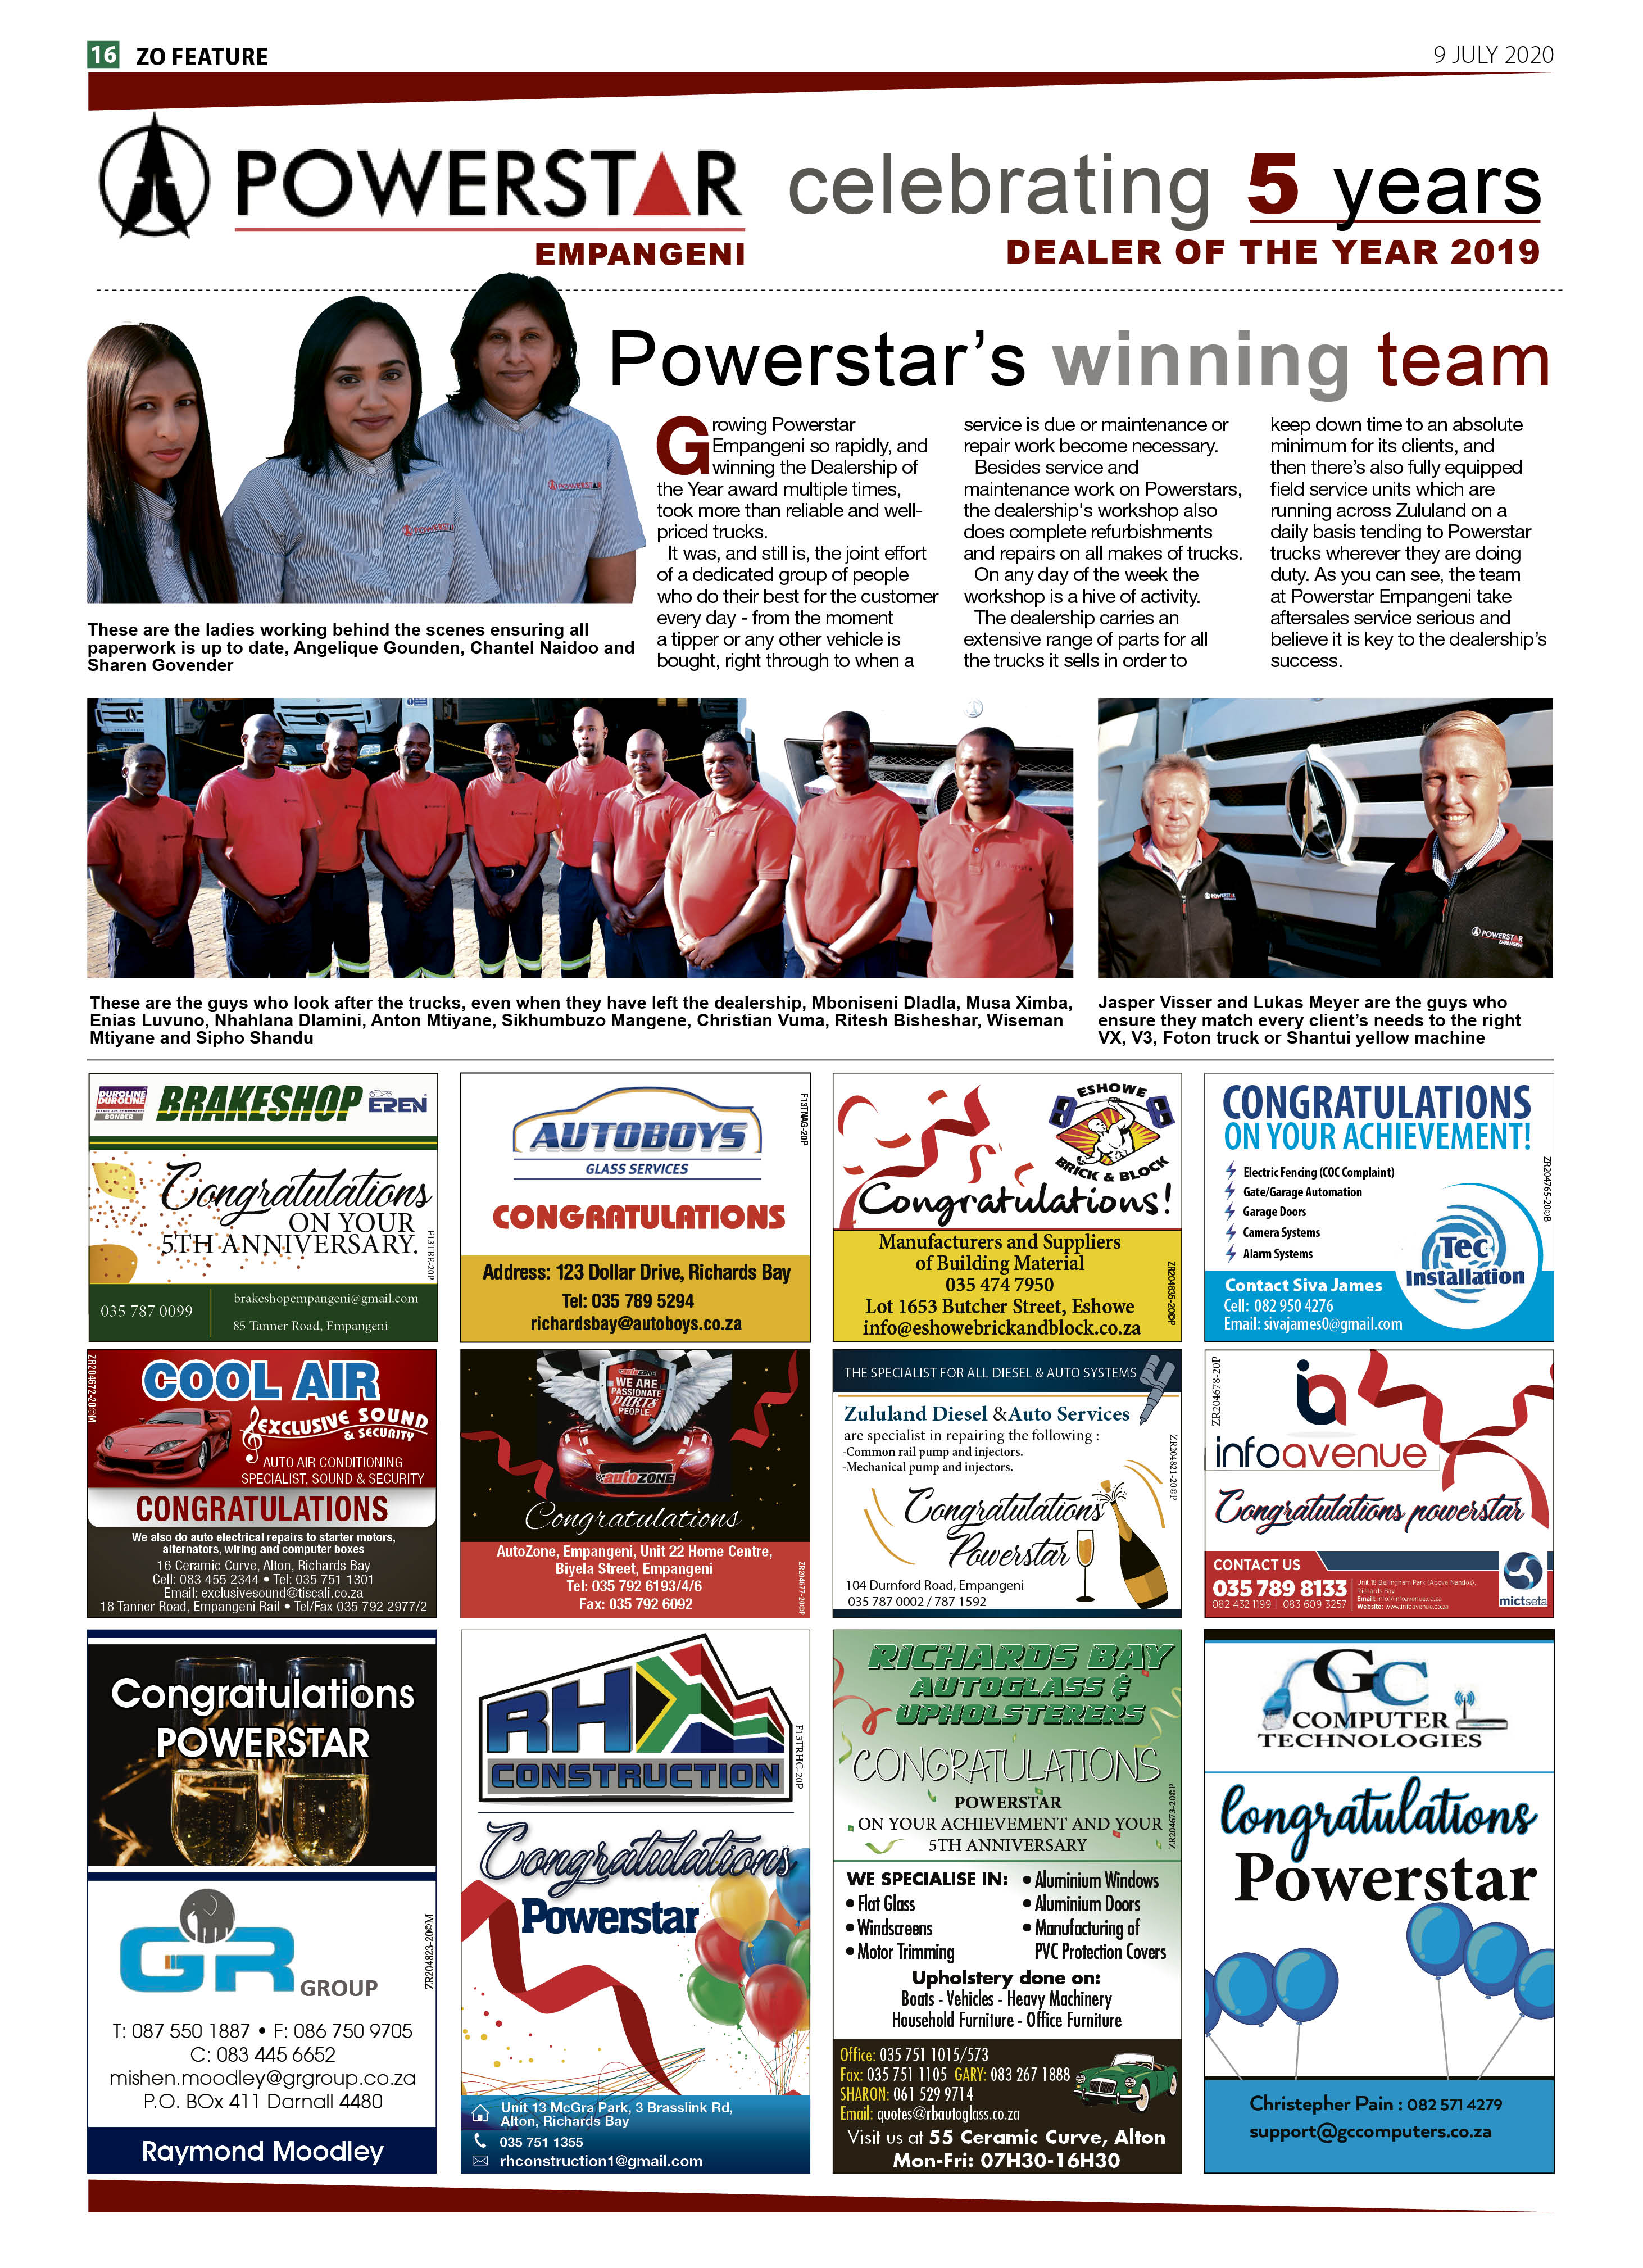 16 ZO FEATURE
9 JULY 2020
POWERSTAR
EMPANGENI
celebrating 5 years
DEALER OF THE YEAR 2019
Powerstar's winning team
Growing Powerstar
Empangeni so rapidly, and
winning the Dealership of
the Year award multiple times,
took more than reliable and well-
priced trucks.
It was, and still is, the joint effort
of a dedicated group of people
who do their best for the customer
every day - from the moment
a tipper or any other vehicle is
bought, right through to when a
service is due or maintenance or
repair work become necessary.
Besides service and
maintenance work on Powerstars,
the dealership's workshop also
does complete refurbishments
and repairs on all makes of trucks.
On any day of the week the
workshop is a hive of activity.
The dealership carries an
extensive range of parts for all
the trucks it sells in order to
keep down time to an absolute
minimum for its clients, and
then there's also fully equipped
field service units which are
running across Zululand on a
daily basis tending to Powerstar
trucks wherever they are doing
duty. As you can see, the team
at Powerstar Empangeni take
aftersales service serious and
believe it is key to the dealership's
success.
POWERSTAR
POWERSTAR
These are the ladies working behind the scenes ensuring all
paperwork is up to date, Angelique Gounden, Chantel Naidoo and
Sharen Govender
POWERSTAR
POWERSTAR
EMPANGENI
These are the guys who look after the trucks, even when they have left the dealership, Mboniseni Dladla, Musa Ximba,
Enias Luvuno, Nhahlana Dlamini, Anton Mtiyane, Sikhumbuzo Mangene, Christian Vuma, Ritesh Bisheshar, Wiseman
Mtiyane and Sipho Shandu
Jasper Visser and Lukas Meyer are the guys who
ensure they match every client's needs to the right
VX, V3, Foton truck or Shantui yellow machine
DUROLINE
DUROLINE
BONDER
BRAKESHOP
EREN
Congratulations
ON YOUR
5TH ANNIVERSARY.
F13TBE-20P
035 787 0099
brakeshopempangeni@gmail.com
85 Tanner Road, Empangeni
AUTOBOYS
GLASS SERVICES
F13TNAG-20P
CONGRATULATIONS
Address: 123 Dollar Drive, Richards Bay
Tel: 035 789 5294
richardsbay@autoboys.co.za
ESHOWE
BRICK & BLOCK
Congratulations!
Manufacturers and Suppliers
of Building Material
035 474 7950
Lot 1653 Butcher Street, Eshowe
info@eshowebrickandblock.co.za
ZR204835-20©P
CONGRATULATIONS
ON YOUR ACHIEVEMENT!
Electric Fencing (COC Complaint)
Gate/Garage Automation
Garage Doors
Camera Systems
Alarm Systems
ZR204765-20©B
Tec
Installation
Contact Siva James
Cell: 082 950 4276
Email: sivajames0@gmail.com
ZR204672-20©M
COOL AIR
EXCLUSIVE SOUND
& SECURITY
AUTO AIR CONDITIONING
SPECIALIST, SOUND & SECURITY
CONGRATULATIONS
We also do auto electrical repairs to starter motors,
alternators, wiring and computer boxes
16 Ceramic Curve, Alton, Richards Bay
Cell: 083 455 2344 • Tel: 035 751 1301
Email: exclusivesound@tiscali.co.za
18 Tanner Road, Empangeni Rail • Tel/Fax 035 792 2977/2
autoZONE
WE ARE
PASSIONATE
PARTS
PEOPLE.
autoZONE
Congratulations
AutoZone, Empangeni, Unit 22 Home Centre,
Biyela Street, Empangeni
Tel: 035 792 6193/4/6
Fax: 035 792 6092
ZR204677-20©P
THE SPECIALIST FOR ALL DIESEL & AUTO SYSTEMS
Zululand Diesel &Auto Services
are specialist in repairing the following :
-Common rail pump and injectors.
-Mechanical pump and injectors.
ZR204821-20©P
Congratulations
Powerstar
104 Durnford Road, Empangeni
035 787 0002 / 787 1592
ZR204678-20P
infoavenue
Congratulations powerstar
CONTACT US
035 789 8133
082 432 1199 | 083 609 3257
Unit 19 Bollingham Park (Above Nandos),
Richards Bay
Email: info@infoavenue.co.za
Website: www.infoavenue.co.za
mictseta
Congratulations
POWERSTAR
GR GROUP
ZR204823-20©M
T: 087 550 1887 • F: 086 750 9705
C: 083 445 6652
mishen.moodley@grgroup.co.za
P.O. BOx 411 Darnall 4480
Raymond Moodley
RH
CONSTRUCTION
F13TRHC-20P
Congratulations
Powerstar
Unit 13 McGra Park, 3 Brasslink Rd,
Alton, Richards Bay
035 751 1355
rhconstruction1@gmail.com
RICHARDS BAY
AUTOGLASS &
UPHOLSTERERS
CONGRATULATIONS
POWERSTAR
ON YOUR ACHIEVEMENT AND YOUR
5TH ANNIVERSARY
ZR204673-20©P
WE SPECIALISE IN:
• Flat Glass
• Windscreens
• Motor Trimming
• Aluminium Windows
• Aluminium Doors
• Manufacturing of
PVC Protection Covers
Upholstery done on:
Boats - Vehicles - Heavy Machinery
Household Furniture - Office Furniture
Office: 035 751 1015/573
Fax: 035 751 1105 GARY: 083 267 1888
SHARON: 061 529 9714
Email: quotes@rbautoglass.co.za
Visit us at 55 Ceramic Curve, Alton
Mon-Fri: 07H30-16H30
GC
COMPUTER
TECHNOLOGIES
Congratulations
Powerstar
Christepher Pain : 082 571 4279
support@gccomputers.co.za